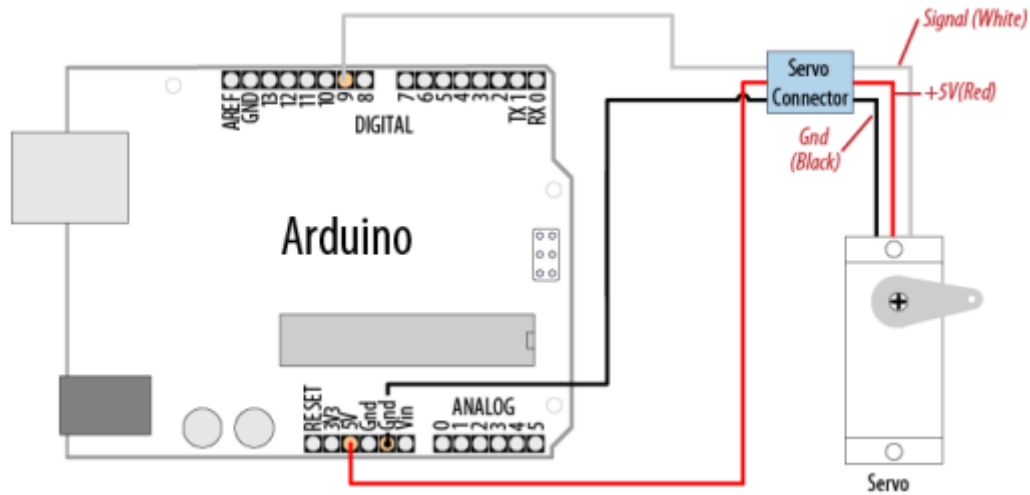 Signal (White)
Servo
Connector
+5V(Red)
Gnd
(Black)
AREF
GND
13
12
11
10
9
8
7
6
5
4
3
2
TX 1
RX 0
DIGITAL
Arduino
RESET
3V3
5V
Gnd
Gnd
Vin
ANALOG
0
1
2
3
4
5
Servo